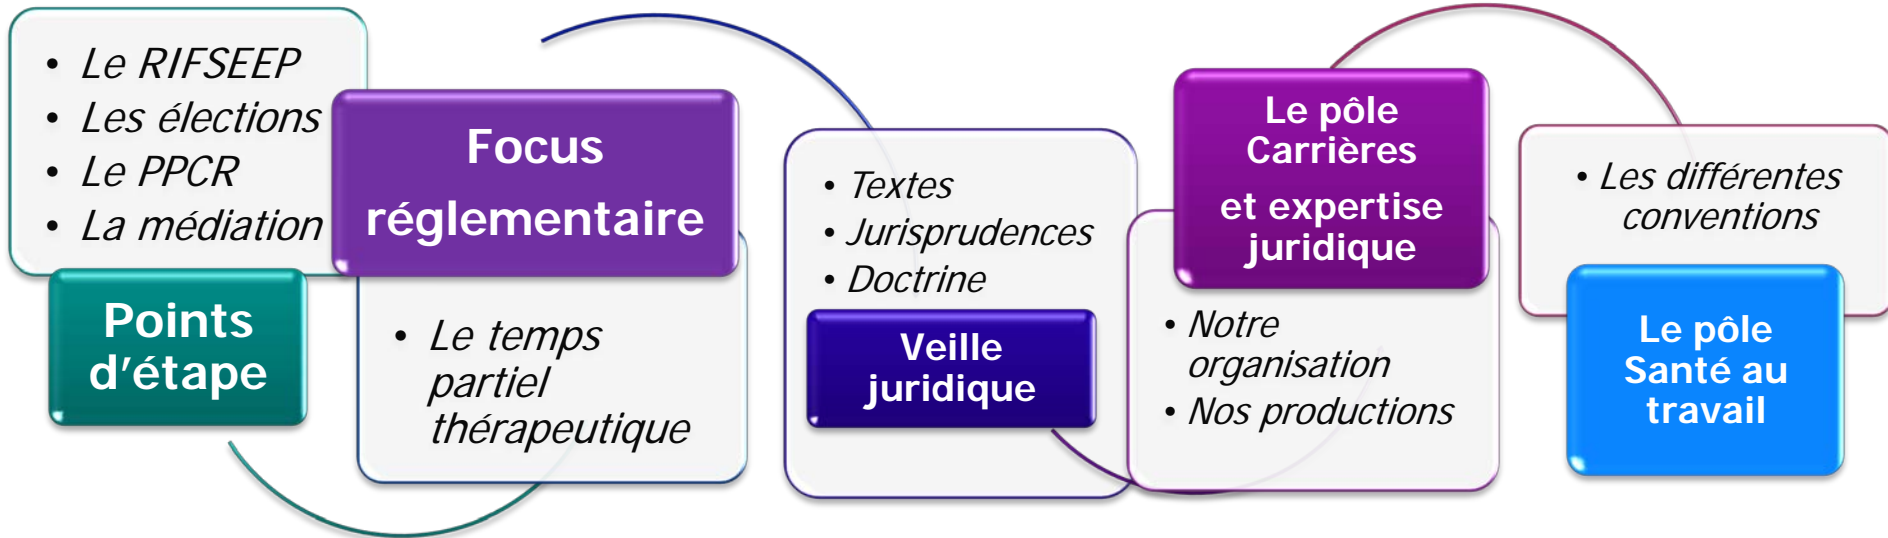 • Le RIFSEEP
• Les élections
• Le PPCR
• La médiation
Points
d'étape
Focus
réglementaire
• Le temps
partiel
thérapeutique
• Textes
• Jurisprudences
• Doctrine
Veille
juridique
Le pôle
Carrières
et expertise
juridique
• Notre
organisation
• Nos productions
• Les différentes
conventions
Le pôle
Santé au
travail